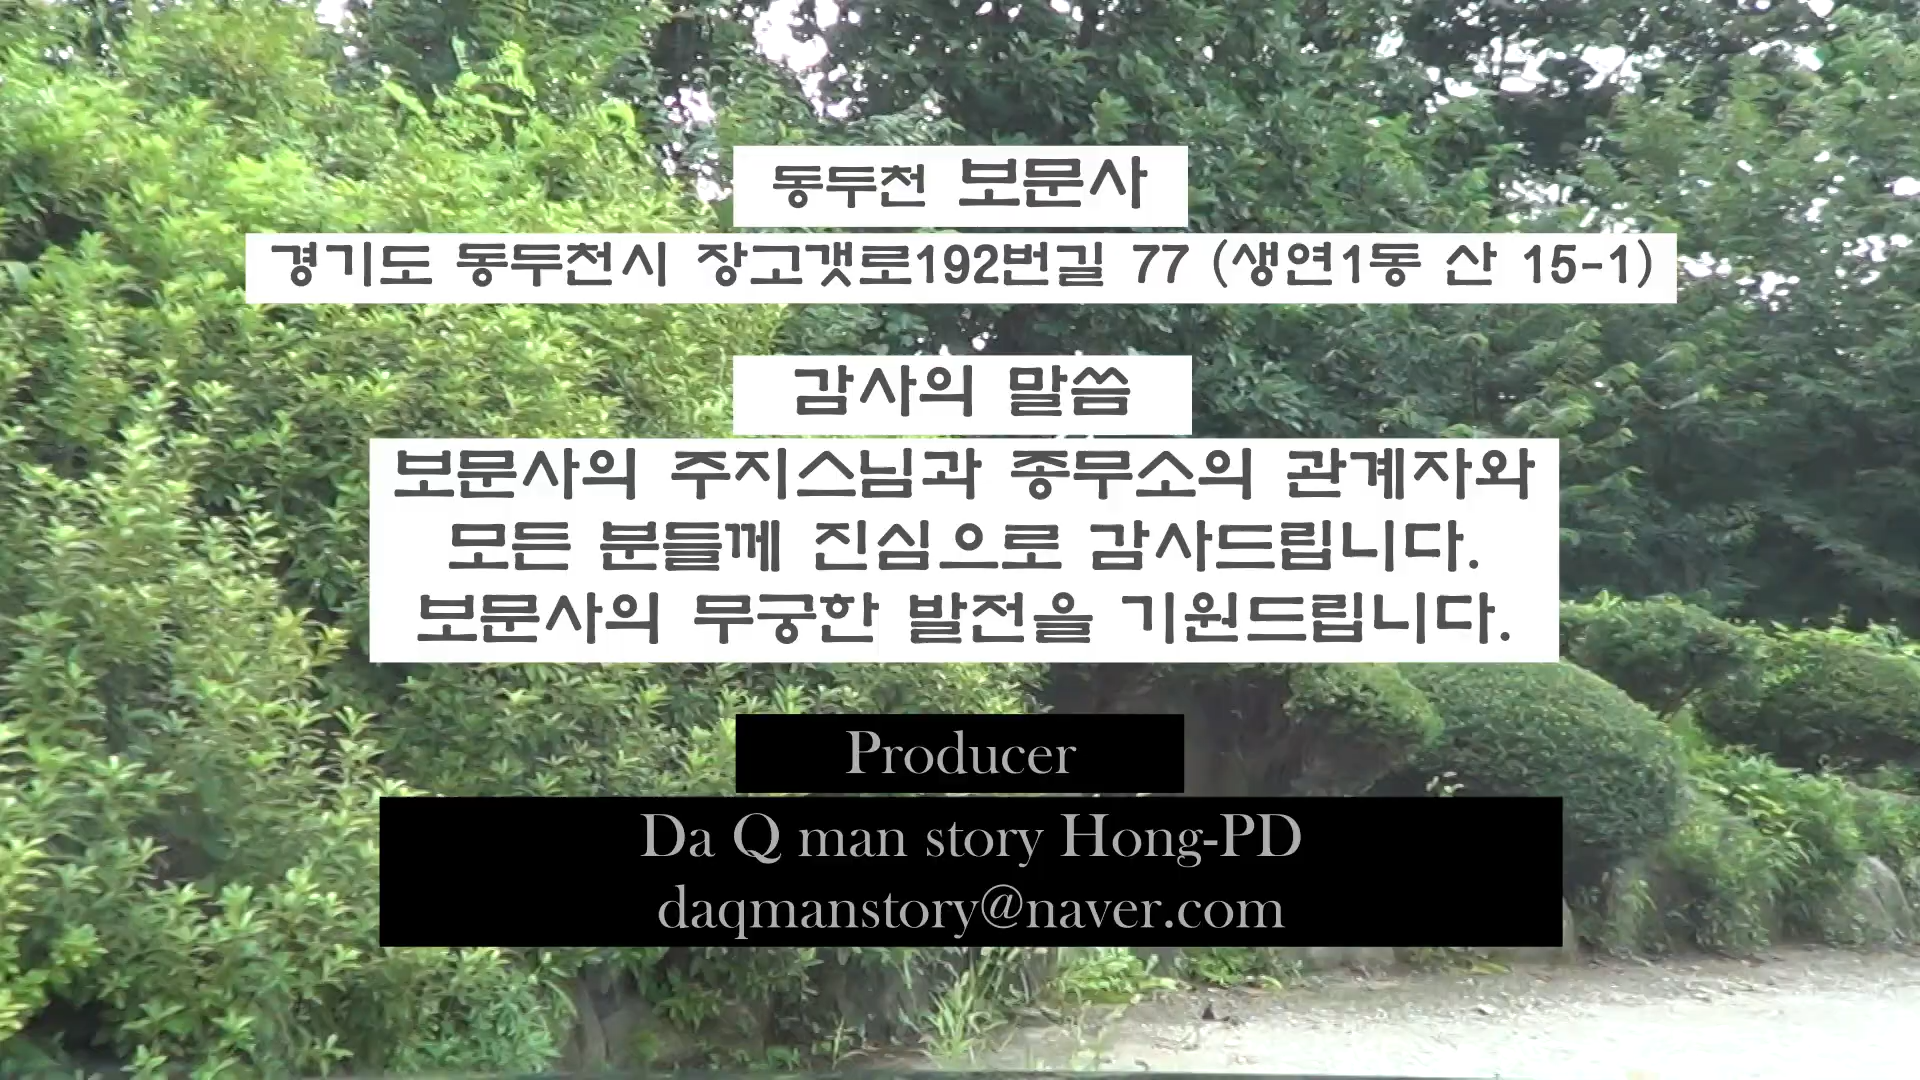 동두천 보문사
경기도 동두천시 장고갯로192번길 77 (생연1동 산 15-1)
감사의 말씀
보문사의 주지스님과 종무소의 관계자와
모든 분들께 진심으로 감사드립니다.
보문사의 무궁한 발전을 기원드립니다.
Producer
Da Q man story Hong-PD
daqmanstory@naver.com